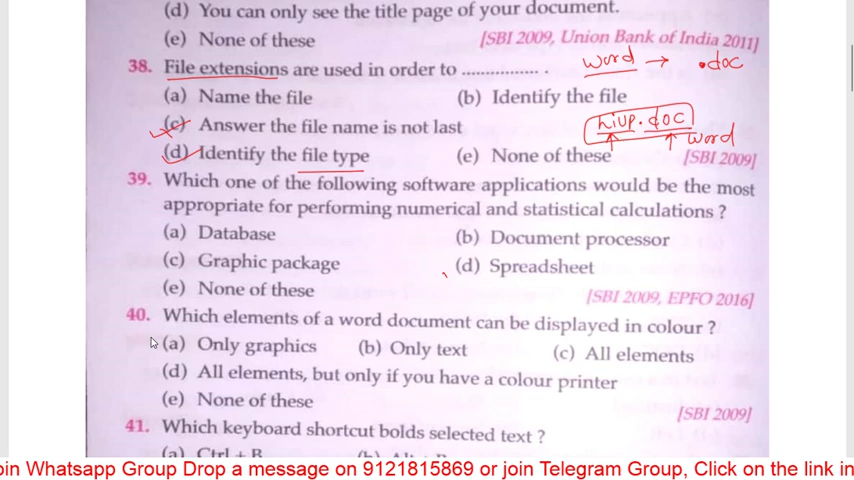 (d) You can only see the title page of your document.
(e) None of these [SBI 2009, Union Bank of India 2011]
38. File extensions are used in order to ................ . word → .doc
(a) Name the file (b) Identify the file
(c) Answer the file name is not last .doc
(d) Identify the file type (e) None of these word [SBI 2009]
39. Which one of the following software applications would be the most
appropriate for performing numerical and statistical calculations ?
(a) Database (b) Document processor
(c) Graphic package (d) Spreadsheet
(e) None of these [SBI 2009, EPFO 2016]
40. Which elements of a word document can be displayed in colour ?
(a) Only graphics (b) Only text (c) All elements
(d) All elements, but only if you have a colour printer
(e) None of these [SBI 2009]
41. Which keyboard shortcut bolds selected text ?
(a) Ctrl + B
oin Whatsapp Group Drop a message on 9121815869 or join Telegram Group, Click on the link in